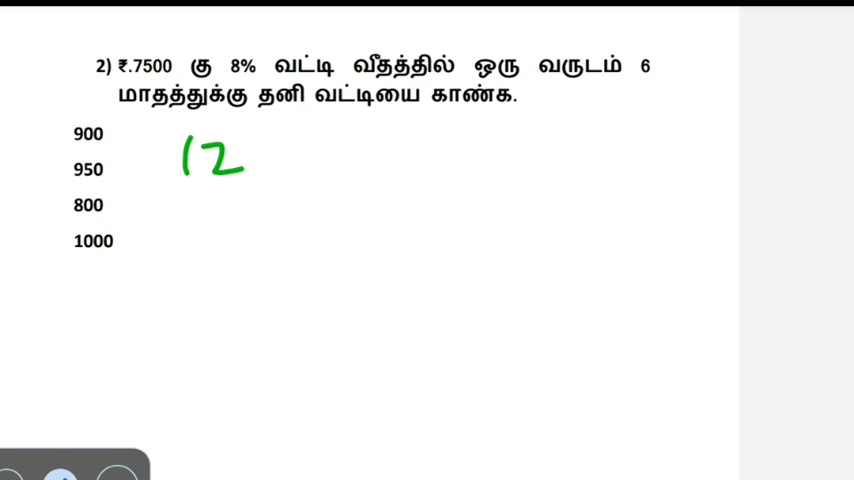 2) ₹.7500 கு 8% வட்டி வீதத்தில் ஒரு வருடம் 6
மாதத்துக்கு தனி வட்டியை காண்க.
900
12
950
800
1000